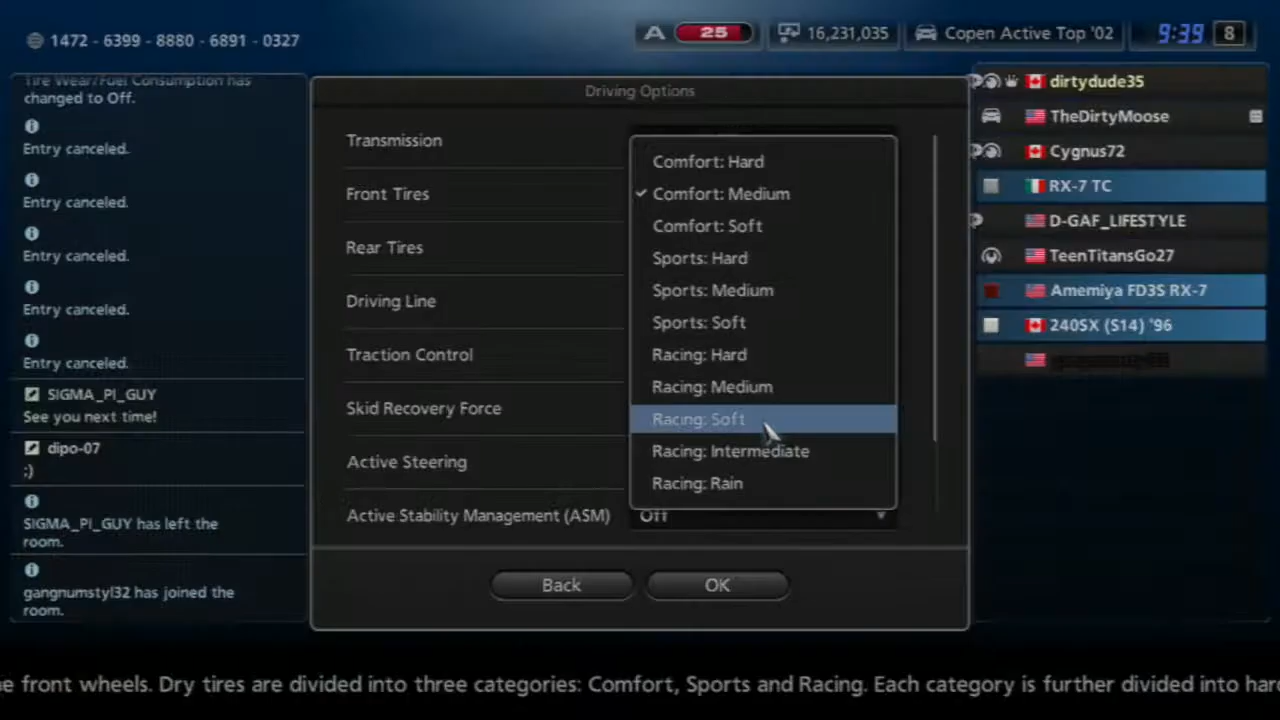 1472 - 6399 - 8880 - 6891 - 0327
A 25
16,231,035
Copen Active Top '02
9:39 8
Tire Wear/Fuel Consumption has
changed to Off.
Entry canceled.
Entry canceled.
Entry canceled.
Entry canceled.
Entry canceled.
SIGMA_PI_GUY
See you next time!
dipo-07
;)
SIGMA_PI_GUY has left the
room.
gangnumstyl32 has joined the
room.
Driving Options
Transmission
Front Tires
Rear Tires
Driving Line
Traction Control
Skid Recovery Force
Active Steering
Active Stability Management (ASM)
Off
Comfort: Hard
Comfort: Medium
Comfort: Soft
Sports: Hard
Sports: Medium
Sports: Soft
Racing: Hard
Racing: Medium
Racing: Soft
Racing: Intermediate
Racing: Rain
Back
OK
dirtydude35
TheDirtyMoose
Cygnus72
RX-7 TC
D-GAF_LIFESTYLE
TeenTitansGo27
Amemiya FD3S RX-7
240SX (S14) '96
front wheels. Dry tires are divided into three categories: Comfort, Sports and Racing. Each category is further divided into